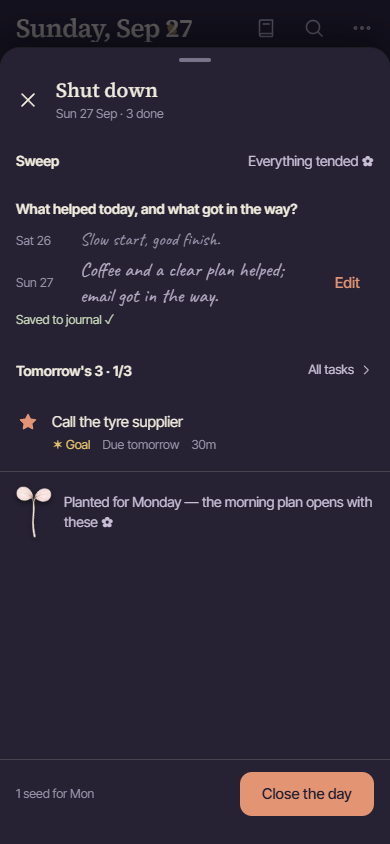 Sunday, Sep 27
Shut down
Sun 27 Sep · 3 done
Sweep
Everything tended ✿
What helped today, and what got in the way?
Sat 26
Slow start, good finish.
Sun 27
Coffee and a clear plan helped;
email got in the way.
Edit
Saved to journal ✓
Tomorrow's 3 · 1/3
All tasks
Call the tyre supplier
✶ Goal Due tomorrow 30m
Planted for Monday — the morning plan opens with
these ✿
1 seed for Mon
Close the day